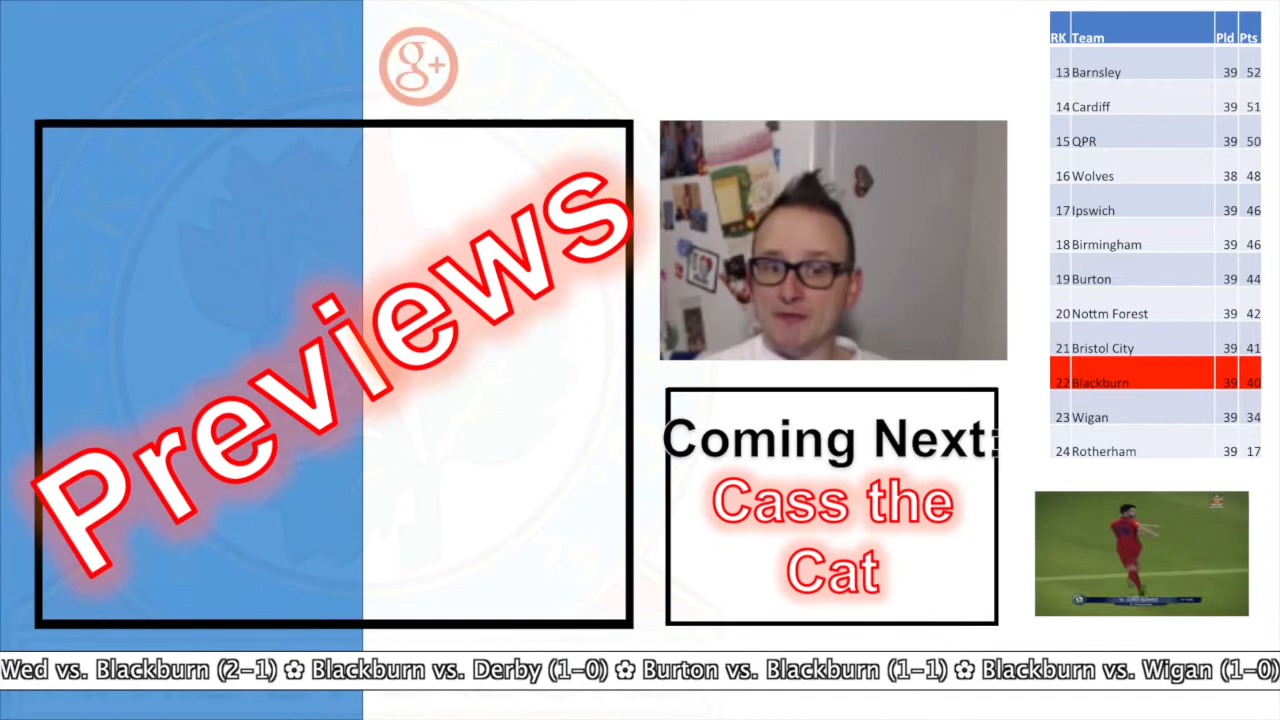 g+
Previews
Coming Next:
Cass the
Cat
RK Team Pld Pts
13 Barnsley 39 52
14 Cardiff 39 51
15 QPR 39 50
16 Wolves 38 48
17 Ipswich 39 46
18 Birmingham 39 46
19 Burton 39 44
20 Nottm Forest 39 42
21 Bristol City 39 41
22 Blackburn 39 40
23 Wigan 39 34
24 Rotherham 39 17
Wed vs. Blackburn (2-1) ✿ Blackburn vs. Derby (1-0) ✿ Burton vs. Blackburn (1-1) ✿ Blackburn vs. Wigan (1-0)